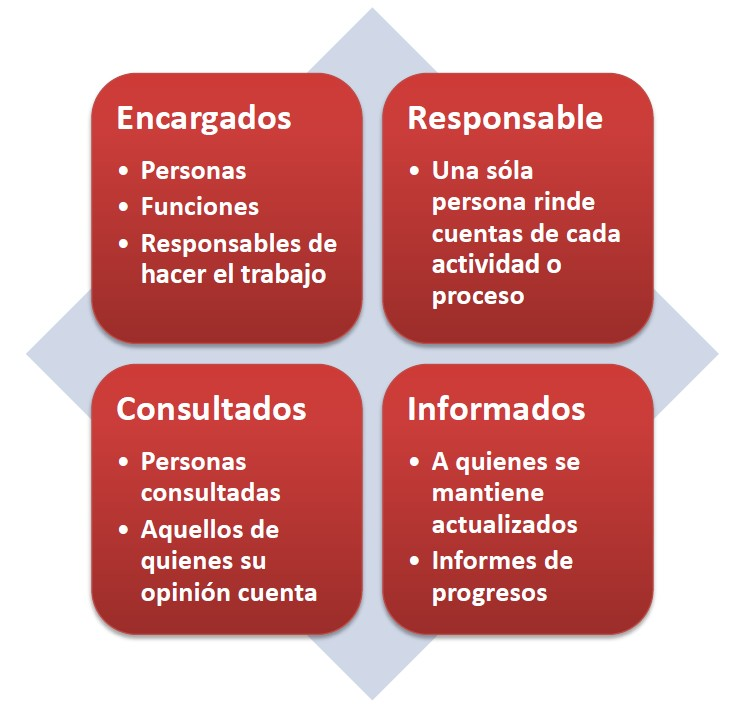 Encargados
• Personas
• Funciones
• Responsables de
hacer el trabajo
Responsable
• Una sóla
persona rinde
cuentas de cada
actividad o
proceso
Consultados
• Personas
consultadas
• Aquellos de
quienes su
opinión cuenta
Informados
• A quienes se
mantiene
actualizados
• Informes de
progresos